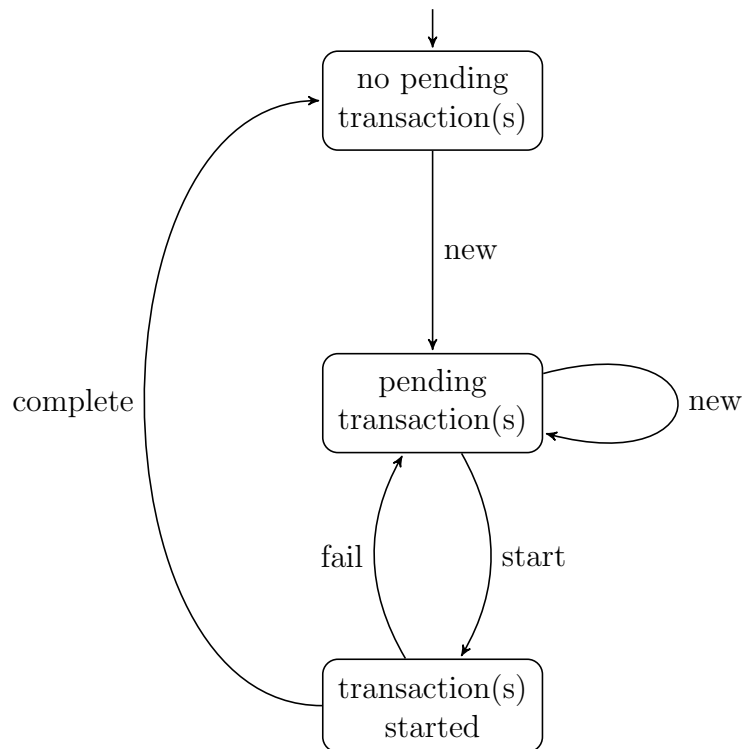 no pending
transaction(s)
new
pending
transaction(s)
new
complete
fail
start
transaction(s)
started